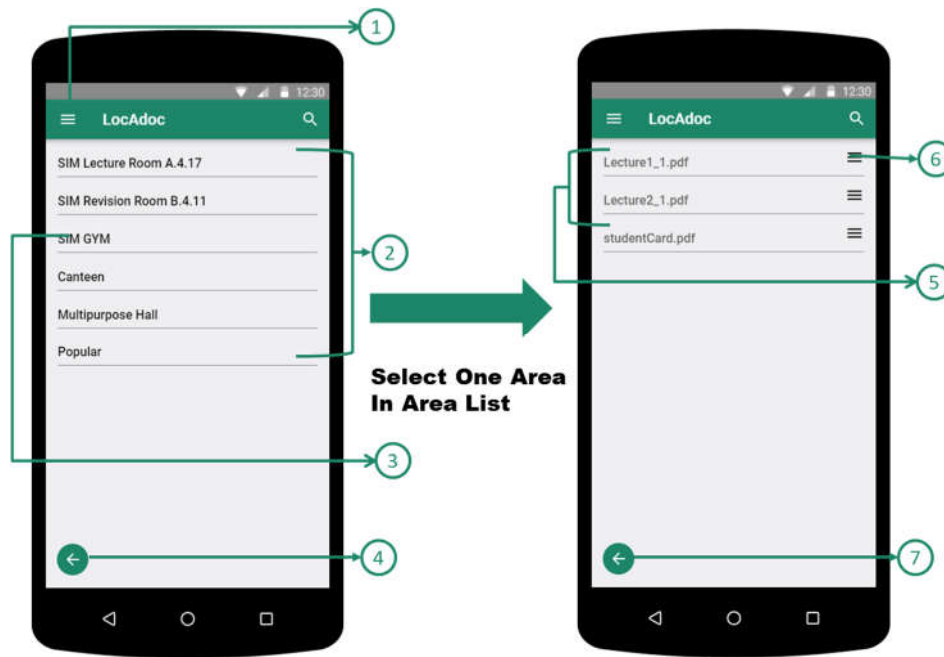 1
12:30
LocAdoc
SIM Lecture Room A.4.17
SIM Revision Room B.4.11
SIM GYM
Canteen
Multipurpose Hall
Popular
2
3
4
Select One Area
In Area List
12:30
LocAdoc
Lecture1_1.pdf
Lecture2_1.pdf
studentCard.pdf
6
5
7